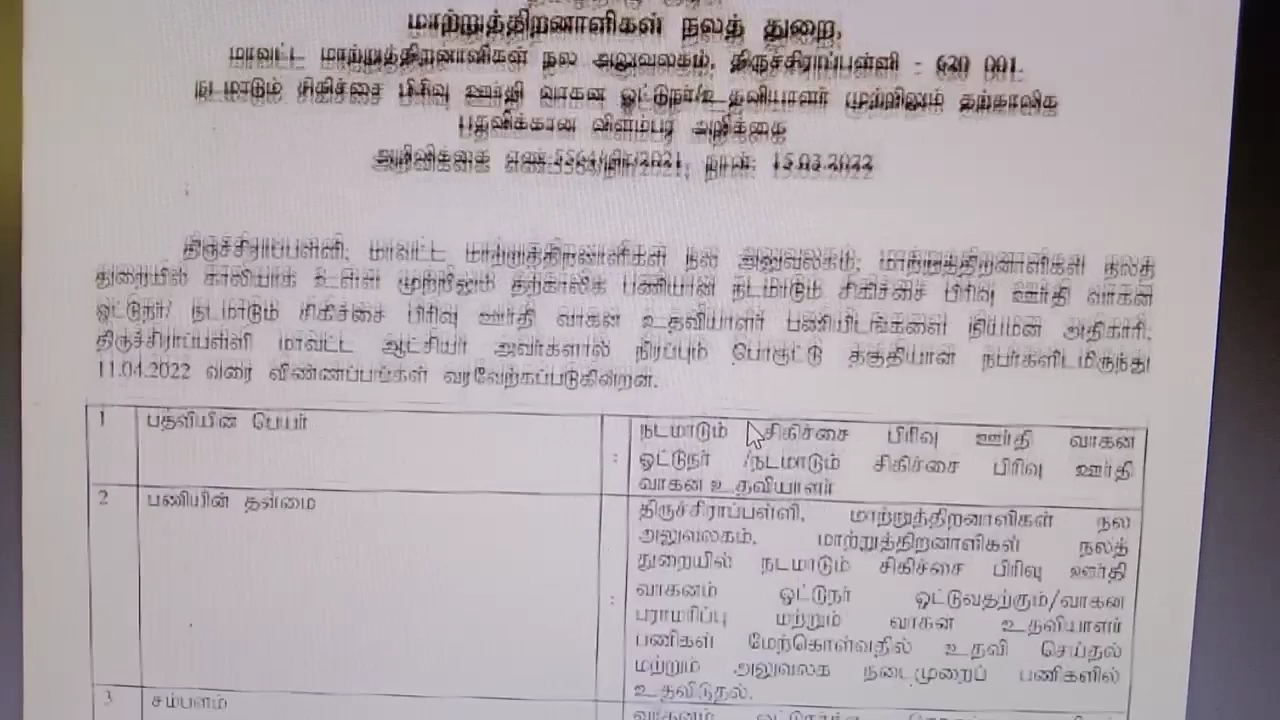 மாற்றுத்திறனாளிகள் நலத் துறை,
மாவட்ட மாற்றுத்திறனாளிகள் நல அலுவலகம், திருச்சிராப்பள்ளி - 620 001.
நடமாடும் சிகிச்சை பிரிவு ஊர்தி வாகன ஓட்டுநர்/உதவியாளர் முற்றிலும் தற்காலிக
பதவிக்கான விளம்பர அறிக்கை
அறிவிக்கை எண்.5564/நி1/2021, நாள்: 15.03.2022
திருச்சிராப்பள்ளி, மாவட்ட மாற்றுத்திறனாளிகள் நல அலுவலகம், மாற்றுத்திறனாளிகள் நலத்
துறையில் காலியாக உள்ள முற்றிலும் தற்காலிக பணியான நடமாடும் சிகிச்சை பிரிவு ஊர்தி வாகன
ஓட்டுநர்/ நடமாடும் சிகிச்சை பிரிவு ஊர்தி வாகன உதவியாளர் பணியிடங்களை நியமன அதிகாரி,
திருச்சிராப்பள்ளி மாவட்ட ஆட்சியர் அவர்களால் நிரப்பும் பொருட்டு தகுதியான நபர்களிடமிருந்து
11.04.2022 வரை விண்ணப்பங்கள் வரவேற்கப்படுகின்றன.
1 பதவியின் பெயர் : நடமாடும் சிகிச்சை பிரிவு ஊர்தி வாகன
ஓட்டுநர் /நடமாடும் சிகிச்சை பிரிவு ஊர்தி
வாகன உதவியாளர்
2 பணியின் தன்மை : திருச்சிராப்பள்ளி, மாற்றுத்திறனாளிகள் நல
அலுவலகம், மாற்றுத்திறனாளிகள் நலத்
துறையில் நடமாடும் சிகிச்சை பிரிவு ஊர்தி
வாகனம் ஓட்டுநர் ஓட்டுவதற்கும்/வாகன
பராமரிப்பு மற்றும் வாகன உதவியாளர்
பணிகள் மேற்கொள்வதில் உதவி செய்தல்
மற்றும் அலுவலக நடைமுறைப் பணிகளில்
உதவிடுதல்.
3 சம்பளம்